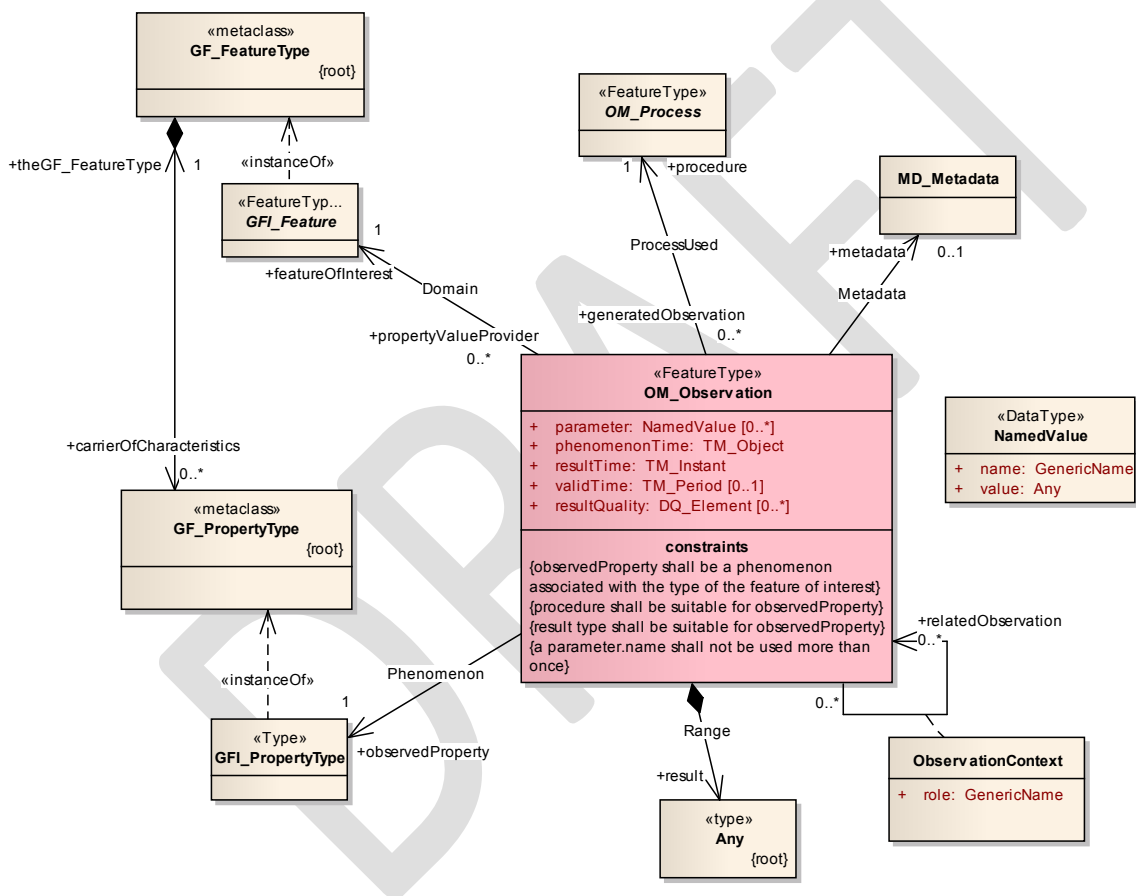 «metaclass»
GF_FeatureType
{root}
+theGF_FeatureType
1
«instanceOf»
«FeatureTyp...
GFI_Feature
1
+featureOfInterest
Domain
+propertyValueProvider
0..*
«FeatureType»
OM_Process
1
+procedure
ProcessUsed
+generatedObservation
0..*
MD_Metadata
+metadata
0..1
Metadata
«FeatureType»
OM_Observation
+ parameter: NamedValue [0..*]
+ phenomenonTime: TM_Object
+ resultTime: TM_Instant
+ validTime: TM_Period [0..1]
+ resultQuality: DQ_Element [0..*]
constraints
{observedProperty shall be a phenomenon
associated with the type of the feature of interest}
{procedure shall be suitable for observedProperty}
{result type shall be suitable for observedProperty}
{a parameter.name shall not be used more than
once}
«DataType»
NamedValue
+ name: GenericName
+ value: Any
+carrierOfCharacteristics
0..*
«metaclass»
GF_PropertyType
{root}
«instanceOf»
Phenomenon
1
+observedProperty
«Type»
GFI_PropertyType
+relatedObservation
0..*
0..*
Range
+result
«type»
Any
{root}
ObservationContext
+ role: GenericName
DRAFT